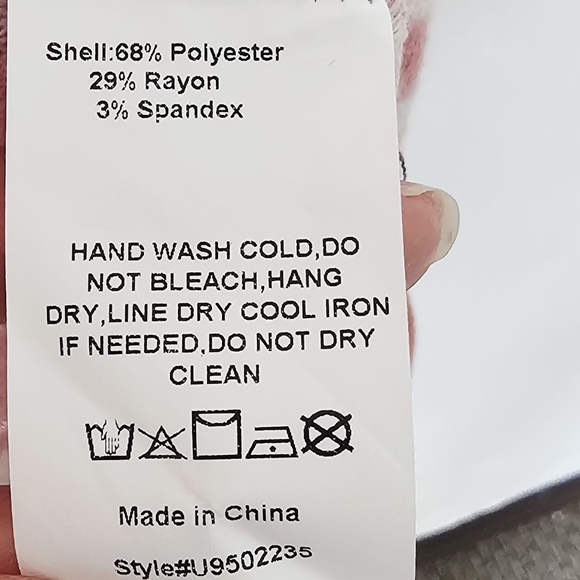 Shell:68% Polyester
29% Rayon
3% Spandex
HAND WASH COLD,DO
NOT BLEACH,HANG
DRY,LINE DRY COOL IRON
IF NEEDED,DO NOT DRY
CLEAN
Made in China
Style#U9502235